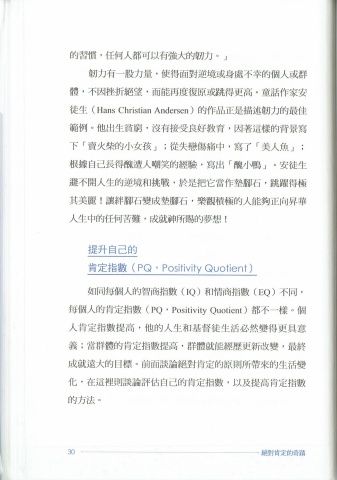 的習慣，任何人都可以有強大的韌力。」
韌力有一股力量，使得面對逆境或身處不幸的個人或群
體，不因挫折絕望，而能再度復原或跳得更高。童話作家安
徒生（Hans Christian Andersen）的作品正是描述韌力的最佳
範例。他出生貧窮，沒有接受良好教育，因著這樣的背景寫
下「賣火柴的小女孩」；從失戀傷痛中，寫了「美人魚」；
根據自己長得醜遭人嘲笑的經驗，寫出「醜小鴨」。安徒生
避不開人生的逆境和挑戰，於是把它當作墊腳石，跳躍得極
其美麗！讓絆腳石變成墊腳石，樂觀積極的人能夠正向昇華
人生中的任何苦難，成就神所賜的夢想！
提升自己的
肯定指數（PQ，Positivity Quotient）
如同每個人的智商指數（IQ）和情商指數（EQ）不同，
每個人的肯定指數（PQ，Positivity Quotient）都不一樣。個
人肯定指數提高，他的人生和基督徒生活必然變得更具意
義；當群體的肯定指數提高，群體就能經歷更新改變，最終
成就遠大的目標。前面談論絕對肯定的原則所帶來的生活變
化，在這裡則談論評估自己的肯定指數，以及提高肯定指數
的方法。
30
絕對肯定的奇蹟